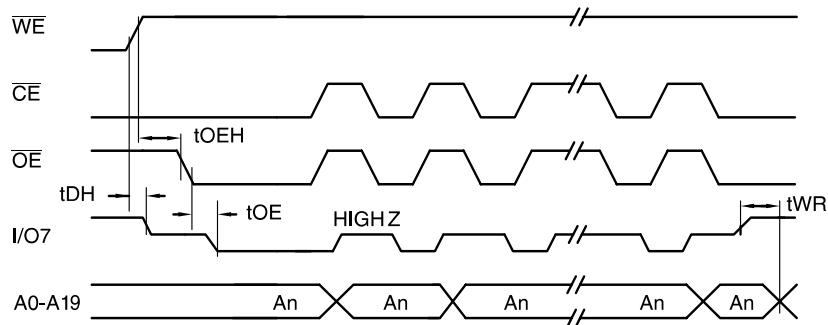 WE
CE
tOEH
OE
tDH
tOE
tWR
I/O7
HIGH Z
A0-A19
An
An
An
An
An